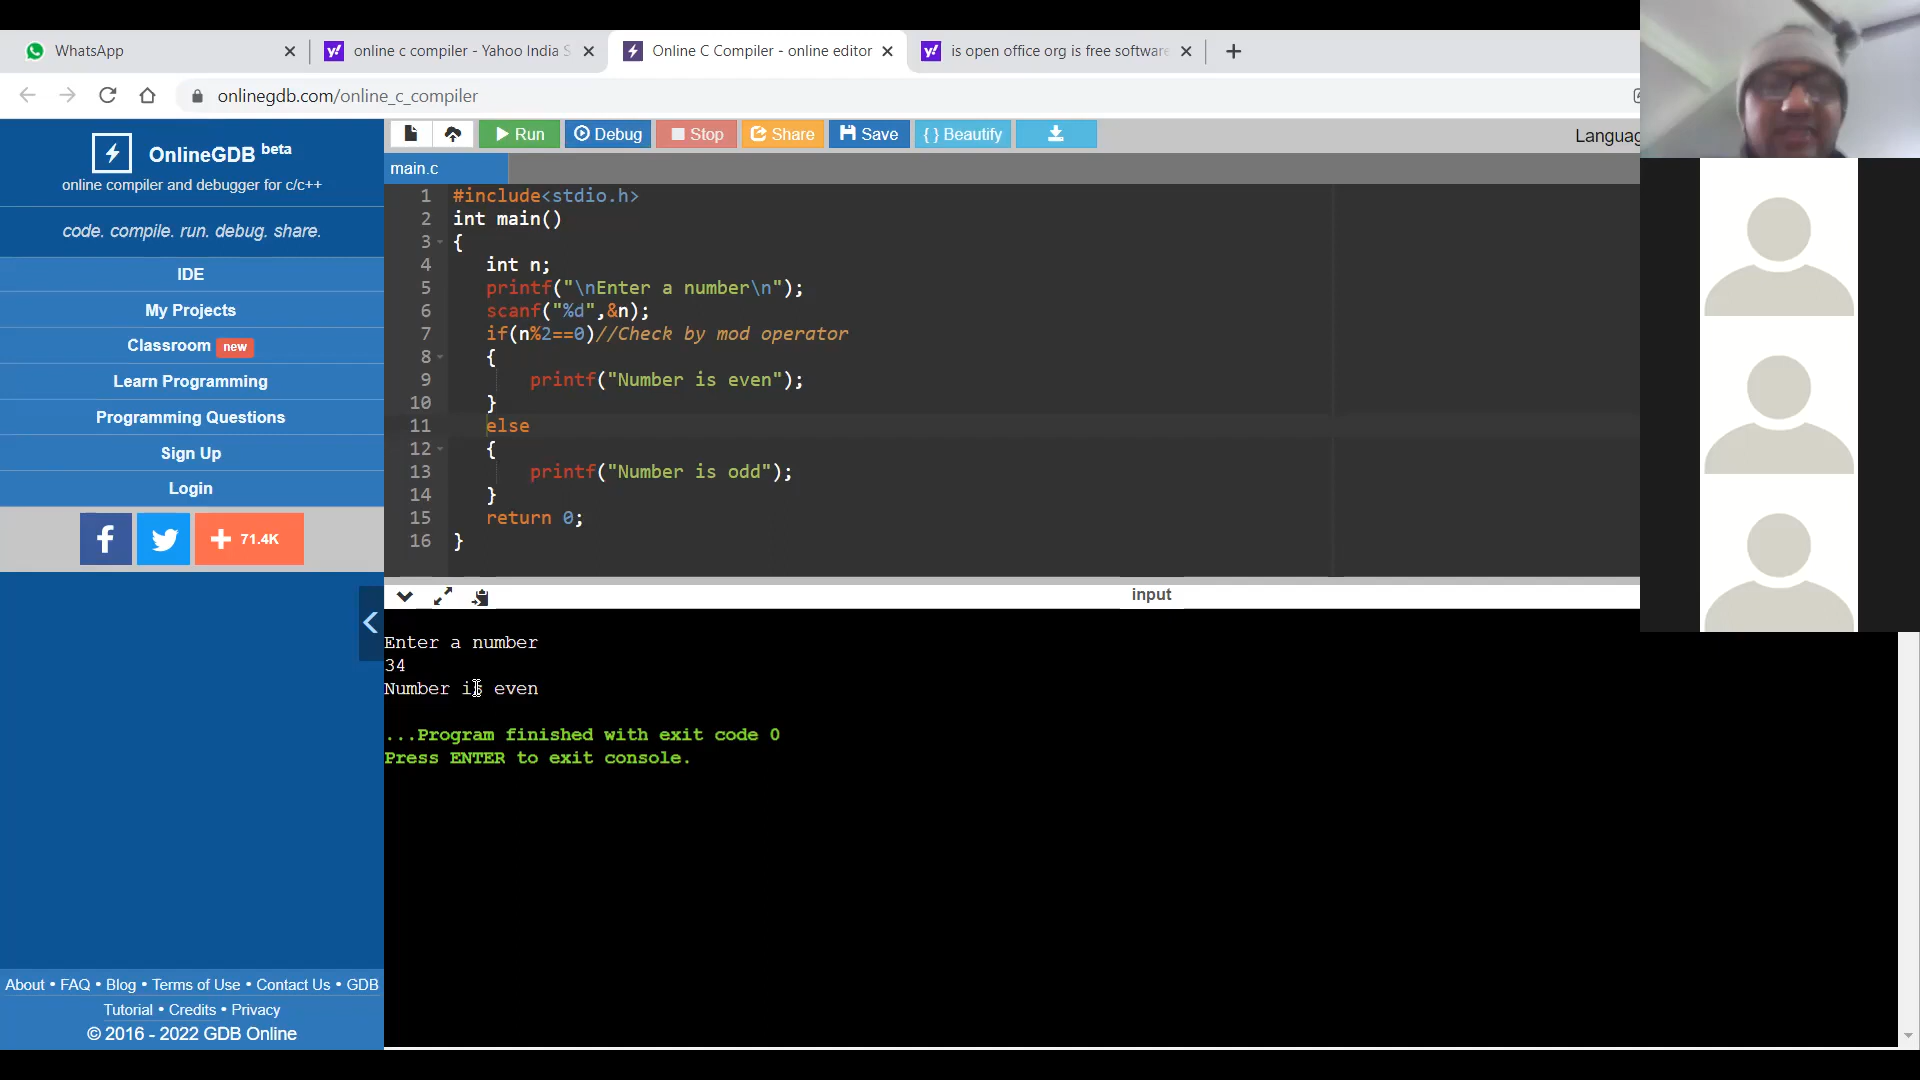 WhatsApp
online c compiler - Yahoo India S
Online C Compiler - online editor
is open office org is free software
onlinegdb.com/online_c_compiler
OnlineGDB beta
online compiler and debugger for c/c++
code. compile. run. debug. share.
IDE
My Projects
Classroom new
Learn Programming
Programming Questions
Sign Up
Login
f
71.4K
About • FAQ • Blog • Terms of Use • Contact Us • GDB
Tutorial • Credits • Privacy
© 2016 - 2022 GDB Online
Run
Debug
Stop
Share
Save
{ } Beautify
Languag
main.c
1 #include<stdio.h>
2 int main()
3 {
4 int n;
5 printf("\nEnter a number\n");
6 scanf("%d",&n);
7 if(n%2==0)//Check by mod operator
8 {
9 printf("Number is even");
10 }
11 else
12 {
13 printf("Number is odd");
14 }
15 return 0;
16 }
input
Enter a number
34
Number is even
...Program finished with exit code 0
Press ENTER to exit console.